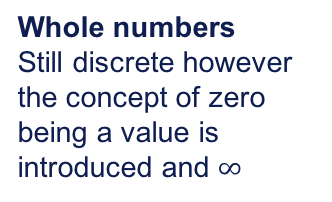 Whole numbers
Still discrete however
the concept of zero
being a value is
introduced and ∞